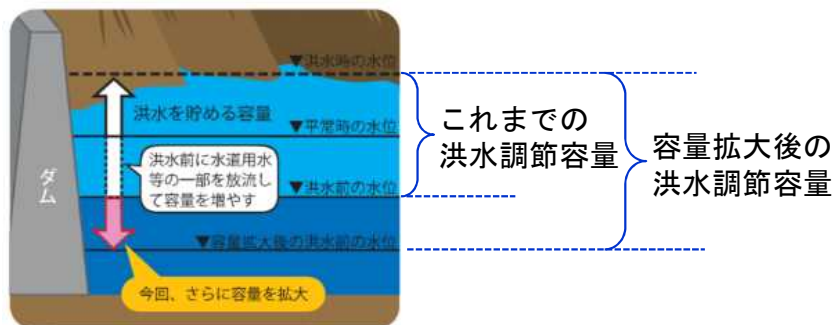 ▼洪水時の水位
洪水を貯める容量
▼平常時の水位
洪水前に水道用水
等の一部を放流し
て容量を増やす
ダム
▼洪水前の水位
▼容量拡大後の洪水前の水位
今回、さらに容量を拡大
これまでの
洪水調節容量
容量拡大後の
洪水調節容量